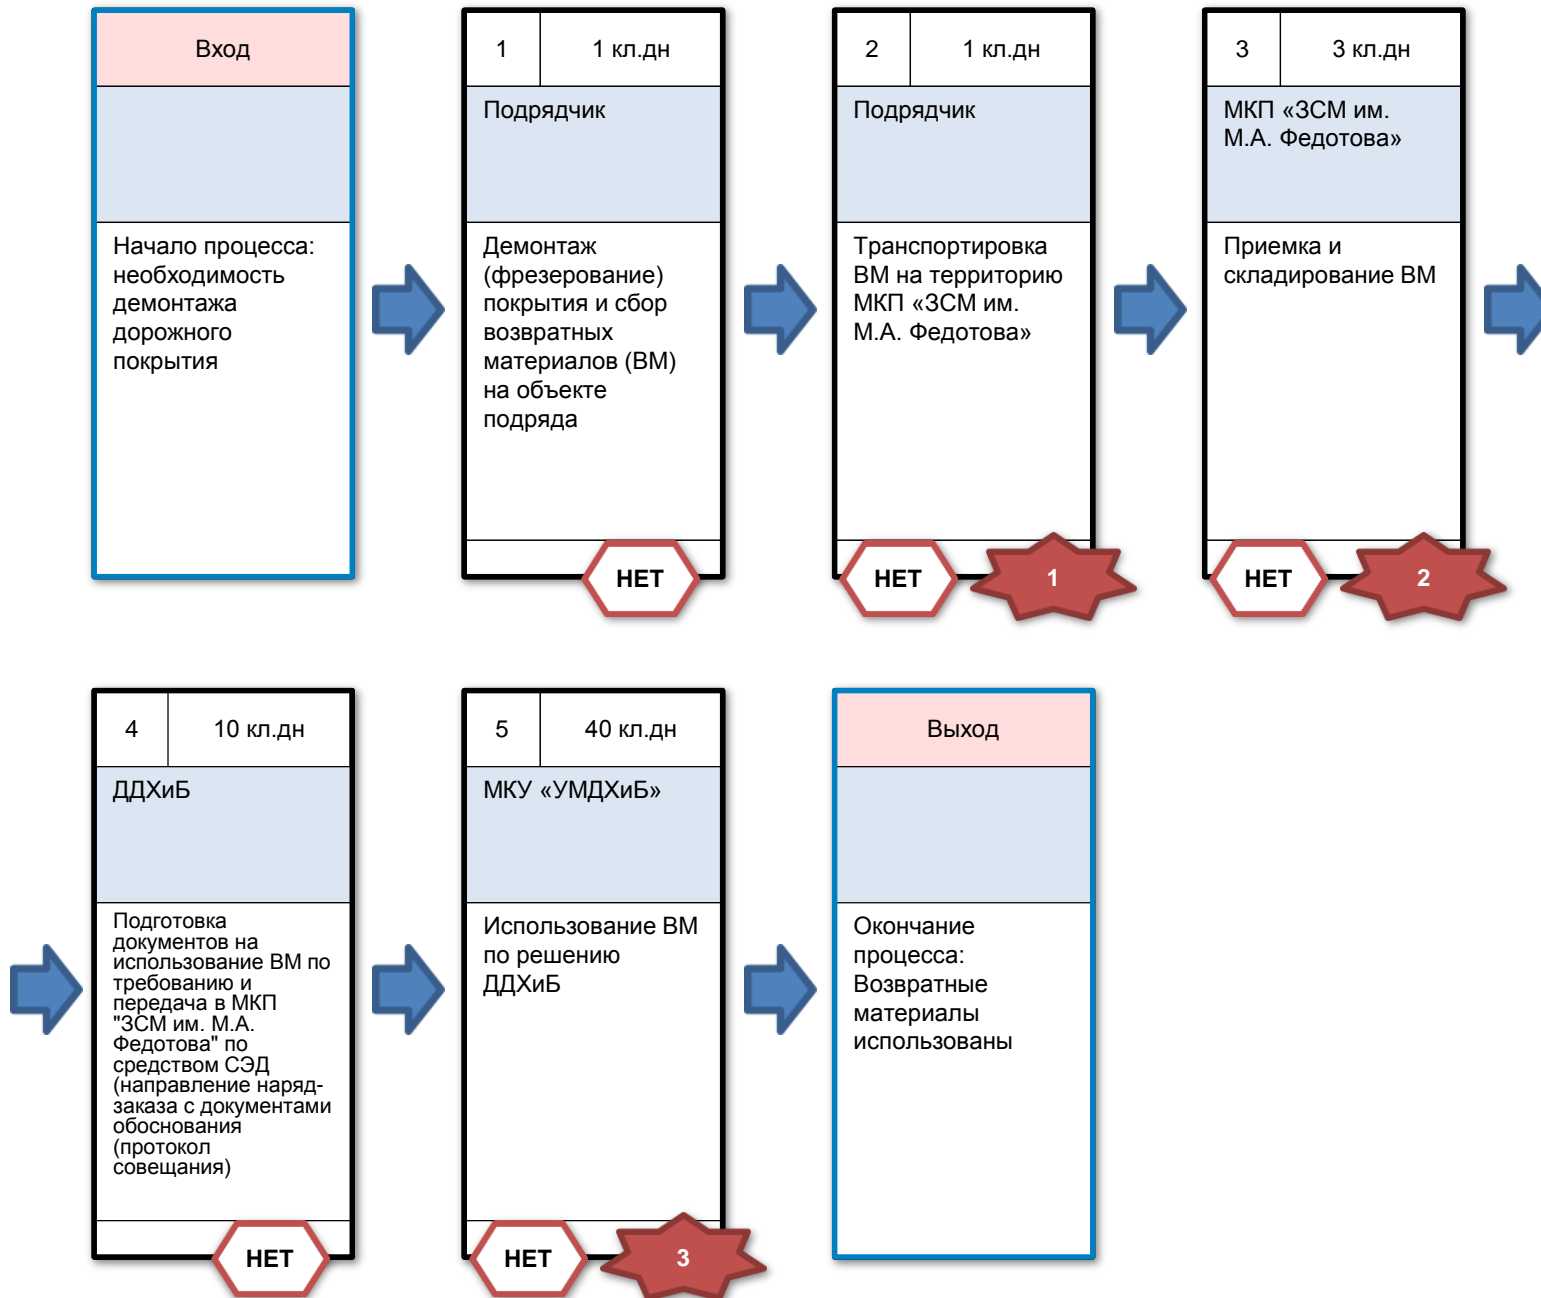 Вход
Начало процесса:
необходимость
демонтажа
дорожного
покрытия
1
1 кл.дн
Подрядчик
Демонтаж
(фрезерование)
покрытия и сбор
возвратных
материалов (ВМ)
на объекте
подряда
НЕТ
2
1 кл.дн
Подрядчик
Транспортировка
ВМ на территорию
МКП «ЗСМ им.
М.А. Федотова»
НЕТ
1
3
3 кл.дн
МКП «ЗСМ им.
М.А. Федотова»
Приемка и
складирование ВМ
НЕТ
2
4
10 кл.дн
ДДХиБ
Подготовка
документов на
использование ВМ по
требованию и
передача в МКП
"ЗСМ им. М.А.
Федотова" по
средством СЭД
(направление наряд-
заказа с документами
обоснования
(протокол
совещания)
НЕТ
5
40 кл.дн
МКУ «УМДХиБ»
Использование ВМ
по решению
ДДХиБ
НЕТ
3
Выход
Окончание
процесса:
Возвратные
материалы
использованы